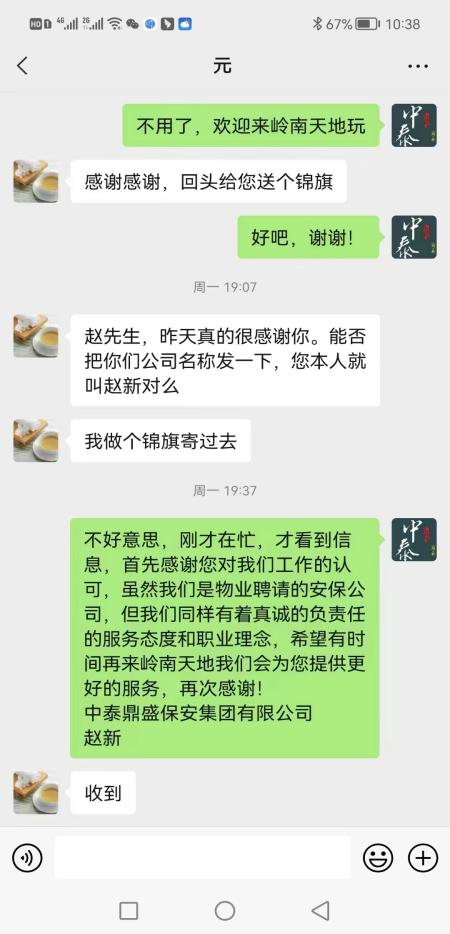 HD 1 4G 2G 67% 10:38
元
不用了，欢迎来岭南天地玩
感谢感谢，回头给您送个锦旗
好吧，谢谢！
周一 19:07
赵先生，昨天真的很感谢你。能否
把你们公司名称发一下，您本人就
叫赵新对么
我做个锦旗寄过去
周一 19:37
不好意思，刚才在忙，才看到信
息，首先感谢您对我们工作的认
可，虽然我们是物业聘请的安保公
司，但我们同样有着真诚的负责任
的服务态度和职业理念，希望有时
间再来岭南天地我们会为您提供更
好的服务，再次感谢！
中泰鼎盛保安集团有限公司
赵新
收到
中泰